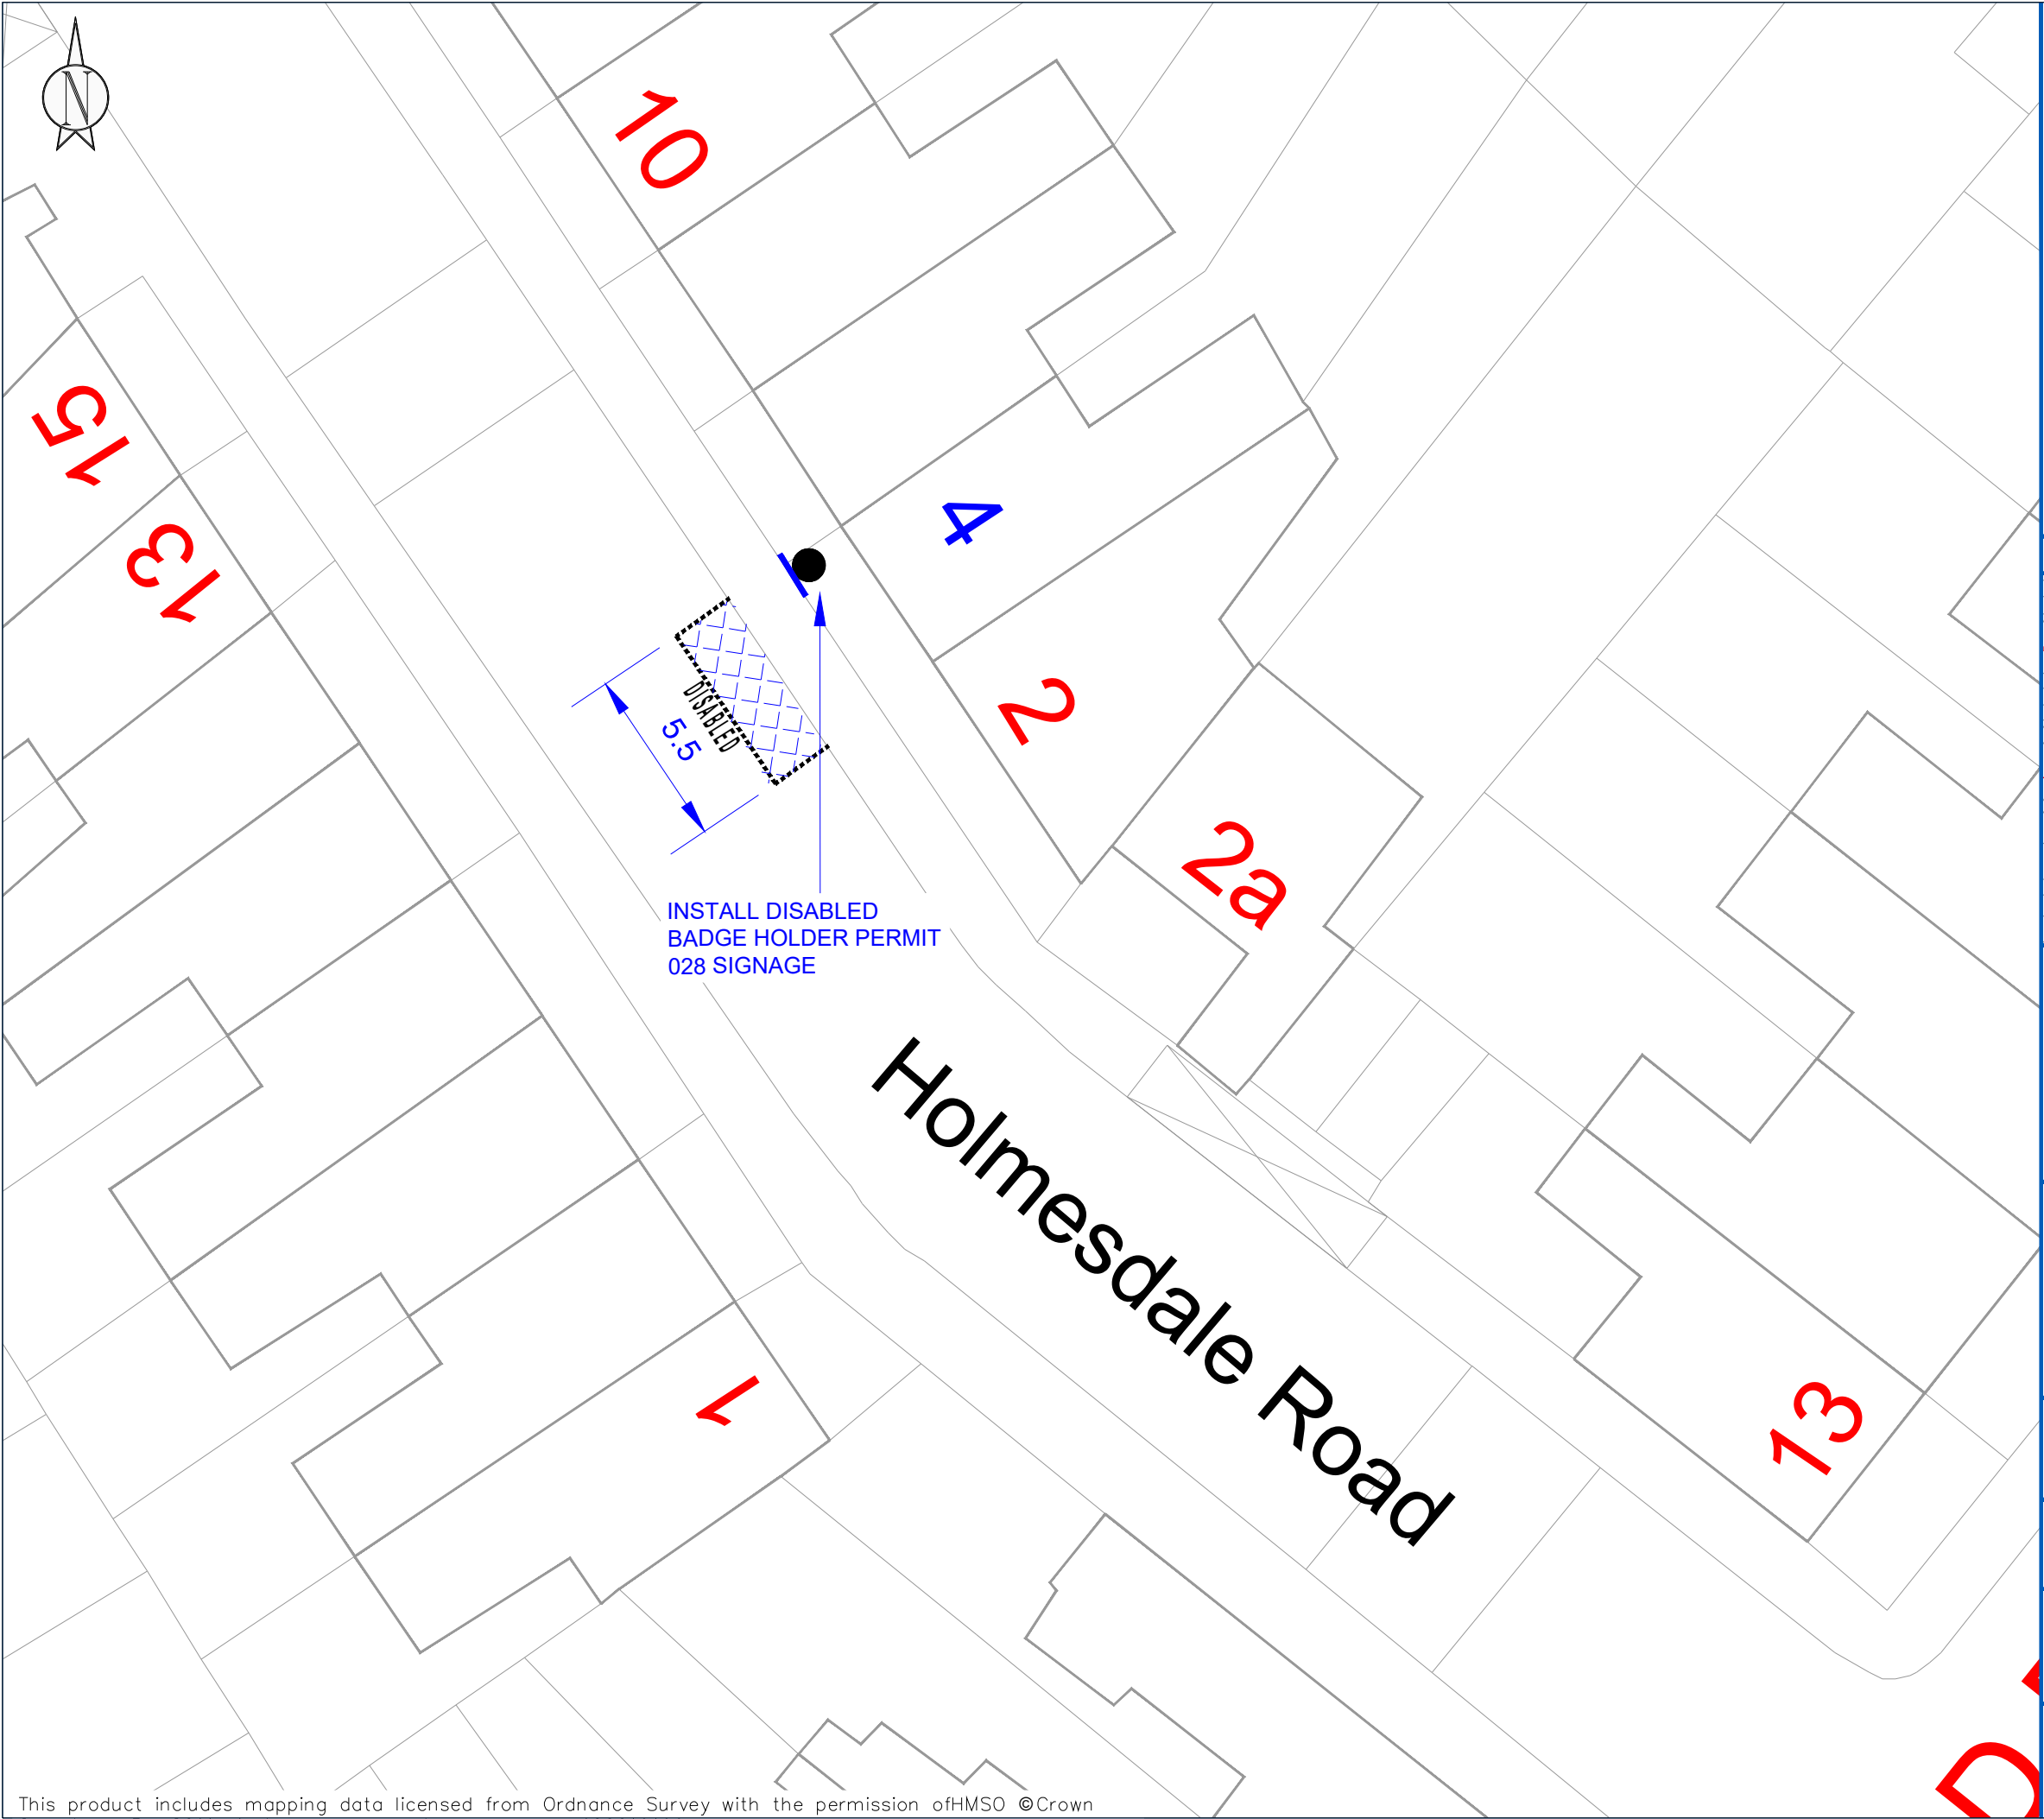 N
10
15
13
4
2
DISABLED
5.5
2a
INSTALL DISABLED
BADGE HOLDER PERMIT
028 SIGNAGE
Holmesdale Road
1
13
This product includes mapping data licensed from Ordnance Survey with the permission ofHMSO ©Crown